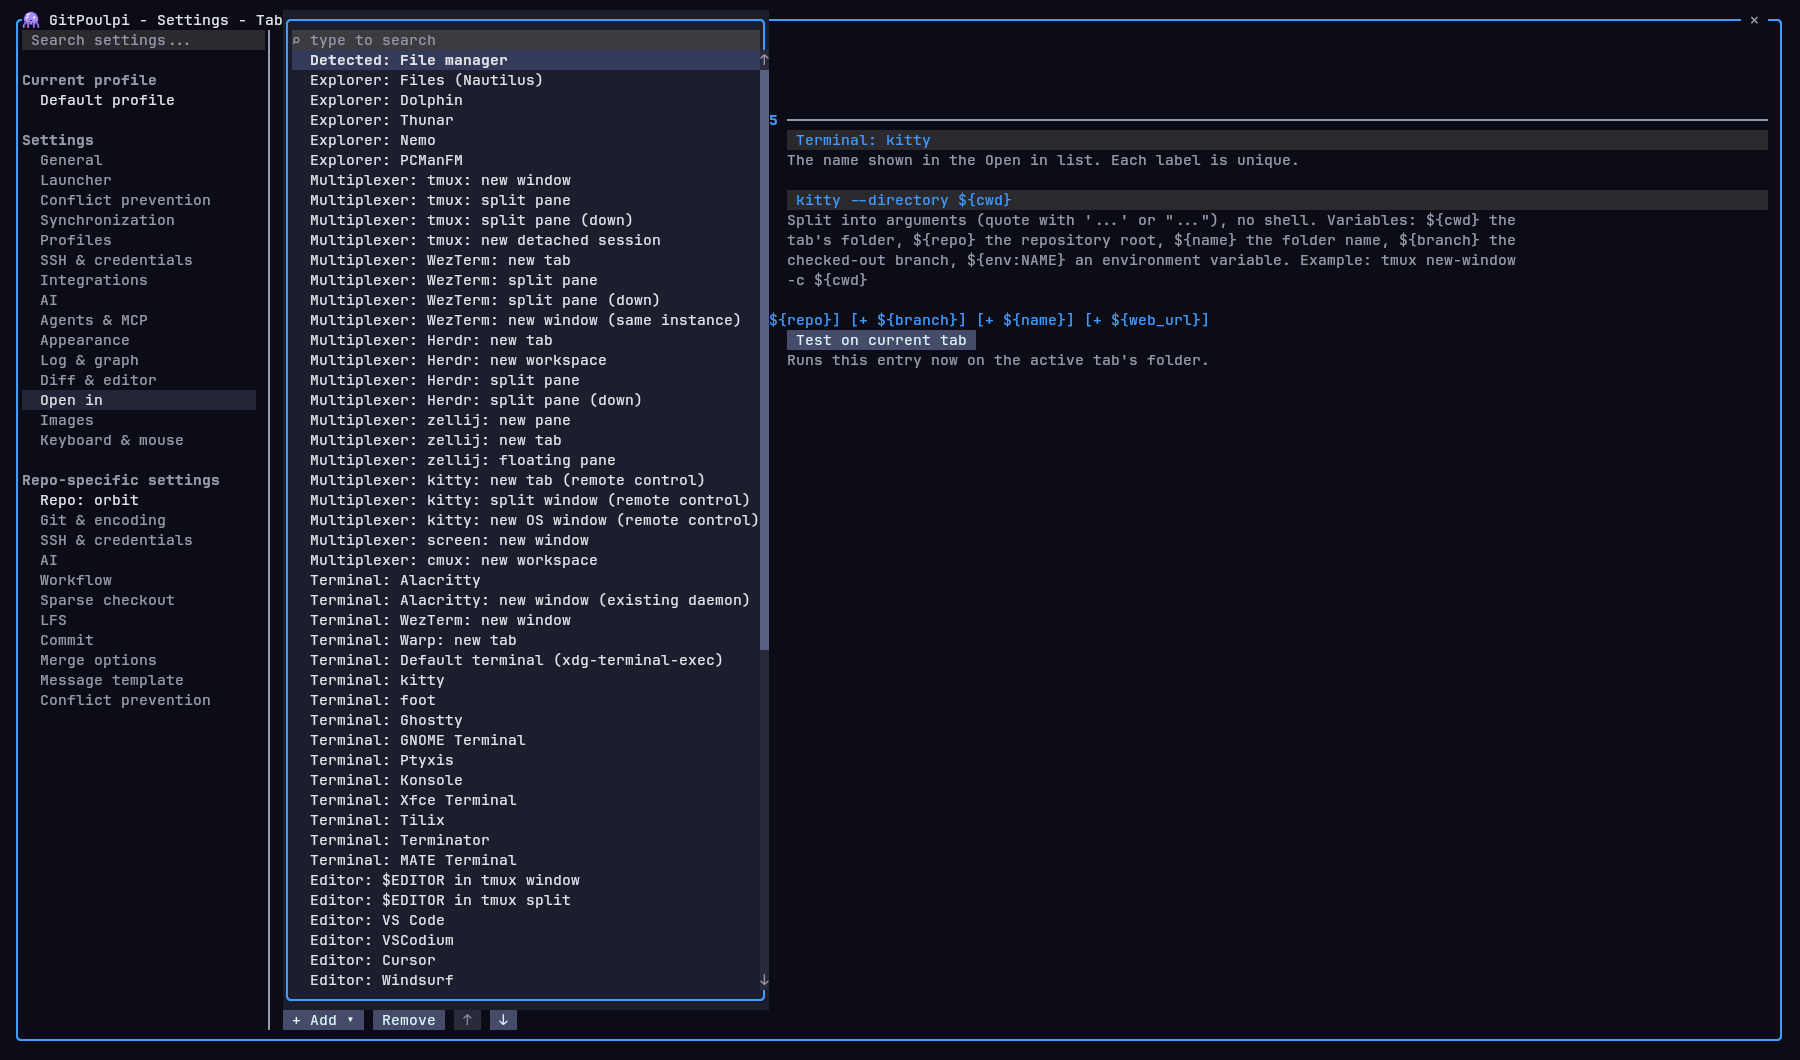 GitPoulpi - Settings - Tab
×
Search settings...
Current profile
Default profile
Settings
General
Launcher
Conflict prevention
Synchronization
Profiles
SSH & credentials
Integrations
AI
Agents & MCP
Appearance
Log & graph
Diff & editor
Open in
Images
Keyboard & mouse
Repo-specific settings
Repo: orbit
Git & encoding
SSH & credentials
AI
Workflow
Sparse checkout
LFS
Commit
Merge options
Message template
Conflict prevention
type to search
Detected: File manager
Explorer: Files (Nautilus)
Explorer: Dolphin
Explorer: Thunar
Explorer: Nemo
Explorer: PCManFM
Multiplexer: tmux: new window
Multiplexer: tmux: split pane
Multiplexer: tmux: split pane (down)
Multiplexer: tmux: new detached session
Multiplexer: WezTerm: new tab
Multiplexer: WezTerm: split pane
Multiplexer: WezTerm: split pane (down)
Multiplexer: WezTerm: new window (same instance)
Multiplexer: Herdr: new tab
Multiplexer: Herdr: new workspace
Multiplexer: Herdr: split pane
Multiplexer: Herdr: split pane (down)
Multiplexer: zellij: new pane
Multiplexer: zellij: new tab
Multiplexer: zellij: floating pane
Multiplexer: kitty: new tab (remote control)
Multiplexer: kitty: split window (remote control)
Multiplexer: kitty: new OS window (remote control)
Multiplexer: screen: new window
Multiplexer: cmux: new workspace
Terminal: Alacritty
Terminal: Alacritty: new window (existing daemon)
Terminal: WezTerm: new window
Terminal: Warp: new tab
Terminal: Default terminal (xdg-terminal-exec)
Terminal: kitty
Terminal: foot
Terminal: Ghostty
Terminal: GNOME Terminal
Terminal: Ptyxis
Terminal: Konsole
Terminal: Xfce Terminal
Terminal: Tilix
Terminal: Terminator
Terminal: MATE Terminal
Editor: $EDITOR in tmux window
Editor: $EDITOR in tmux split
Editor: VS Code
Editor: VSCodium
Editor: Cursor
Editor: Windsurf
+ Add ▾ Remove ↑ ↓
5
Terminal: kitty
The name shown in the Open in list. Each label is unique.
kitty --directory ${cwd}
Split into arguments (quote with '...' or "..."), no shell. Variables: ${cwd} the
tab's folder, ${repo} the repository root, ${name} the folder name, ${branch} the
checked-out branch, ${env:NAME} an environment variable. Example: tmux new-window
-c ${cwd}
${repo}] [+ ${branch}] [+ ${name}] [+ ${web_url}]
Test on current tab
Runs this entry now on the active tab's folder.